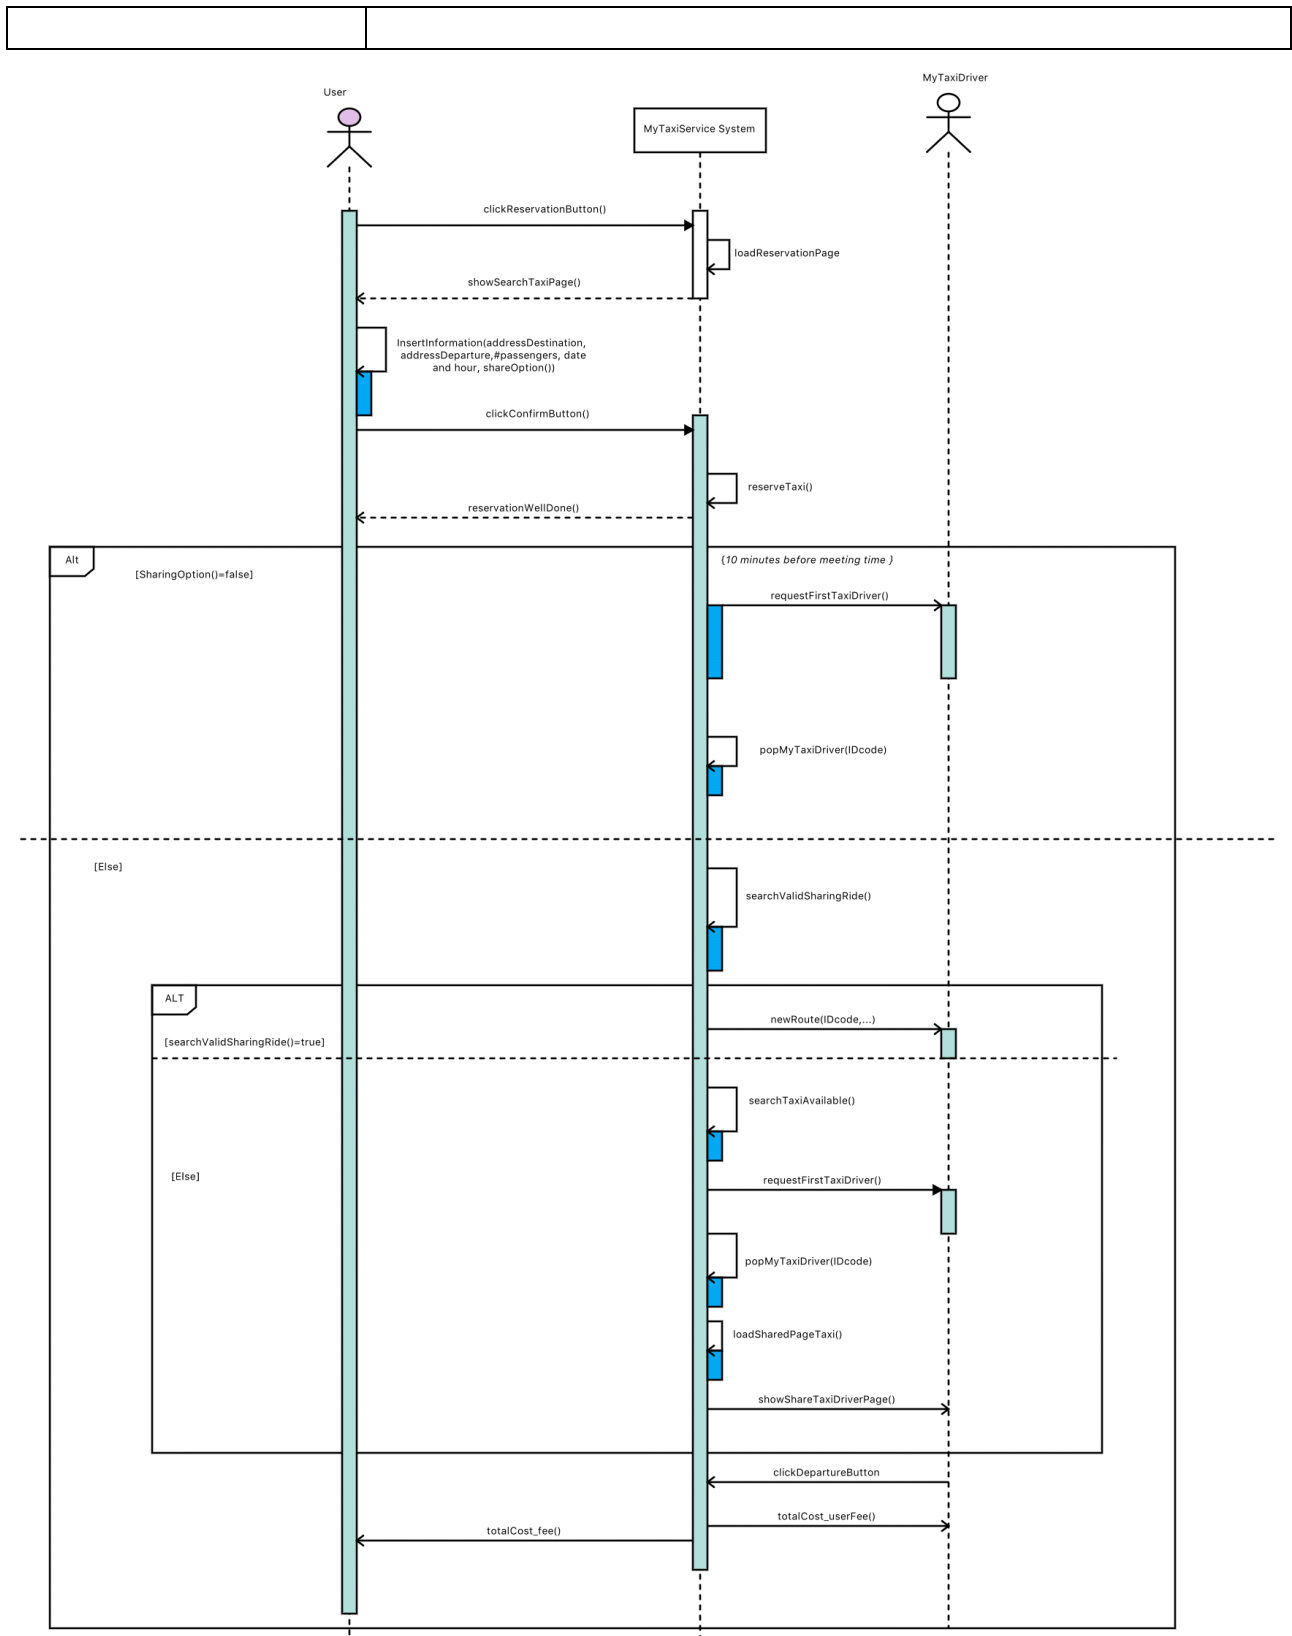 MyTaxiDriver
User
MyTaxiService System
clickReservationButton()
loadReservationPage
showSearchTaxiPage()
InsertInformation(addressDestination,
addressDeparture,#passengers, date
and hour, shareOption())
clickConfirmButton()
reserveTaxi()
reservationWellDone()
Alt
{10 minutes before meeting time }
[SharingOption()=false]
requestFirstTaxiDriver()
popMyTaxiDriver(IDcode)
[Else]
searchValidSharingRide()
ALT
newRoute(IDcode,...)
[searchValidSharingRide()=true]
searchTaxiAvailable()
[Else]
requestFirstTaxiDriver()
popMyTaxiDriver(IDcode)
loadSharedPageTaxi()
showShareTaxiDriverPage()
clickDepartureButton
totalCost_userFee()
totalCost_fee()